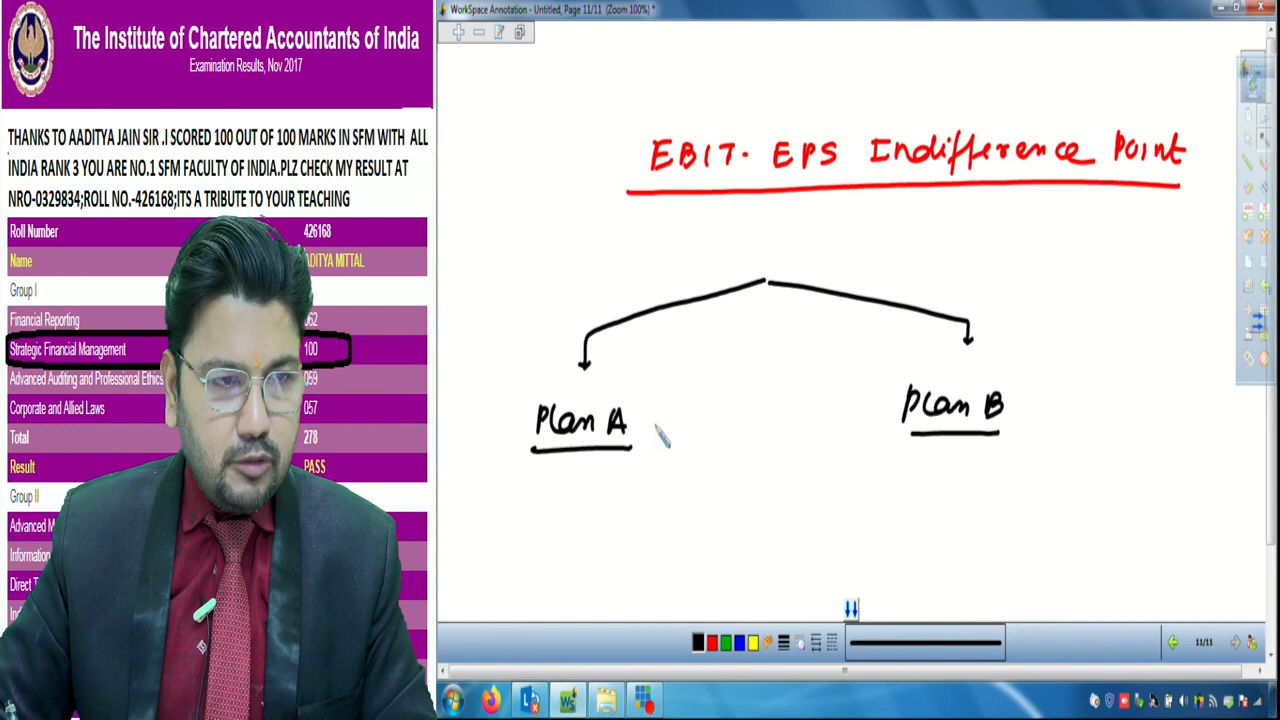 The Institute of Chartered Accountants of India
Examination Results, Nov 2017
THANKS TO AADITYA JAIN SIR .I SCORED 100 OUT OF 100 MARKS IN SFM WITH ALL
INDIA RANK 3 YOU ARE NO.1 SFM FACULTY OF INDIA.PLZ CHECK MY RESULT AT
NRO-0329834;ROLL NO.-426168;ITS A TRIBUTE TO YOUR TEACHING
Roll Number 426168
Name ADITYA MITTAL
Group I
Financial Reporting 062
Strategic Financial Management 100
Advanced Auditing and Professional Ethics 059
Corporate and Allied Laws 057
Total 278
Result PASS
Group II
Advanced M
Information
Direct T
WorkSpace Annotation - Untitled, Page 11/11 (Zoom 100%) *
EBIT- EPS Indifference Point
Plan A
Plan B
11/11